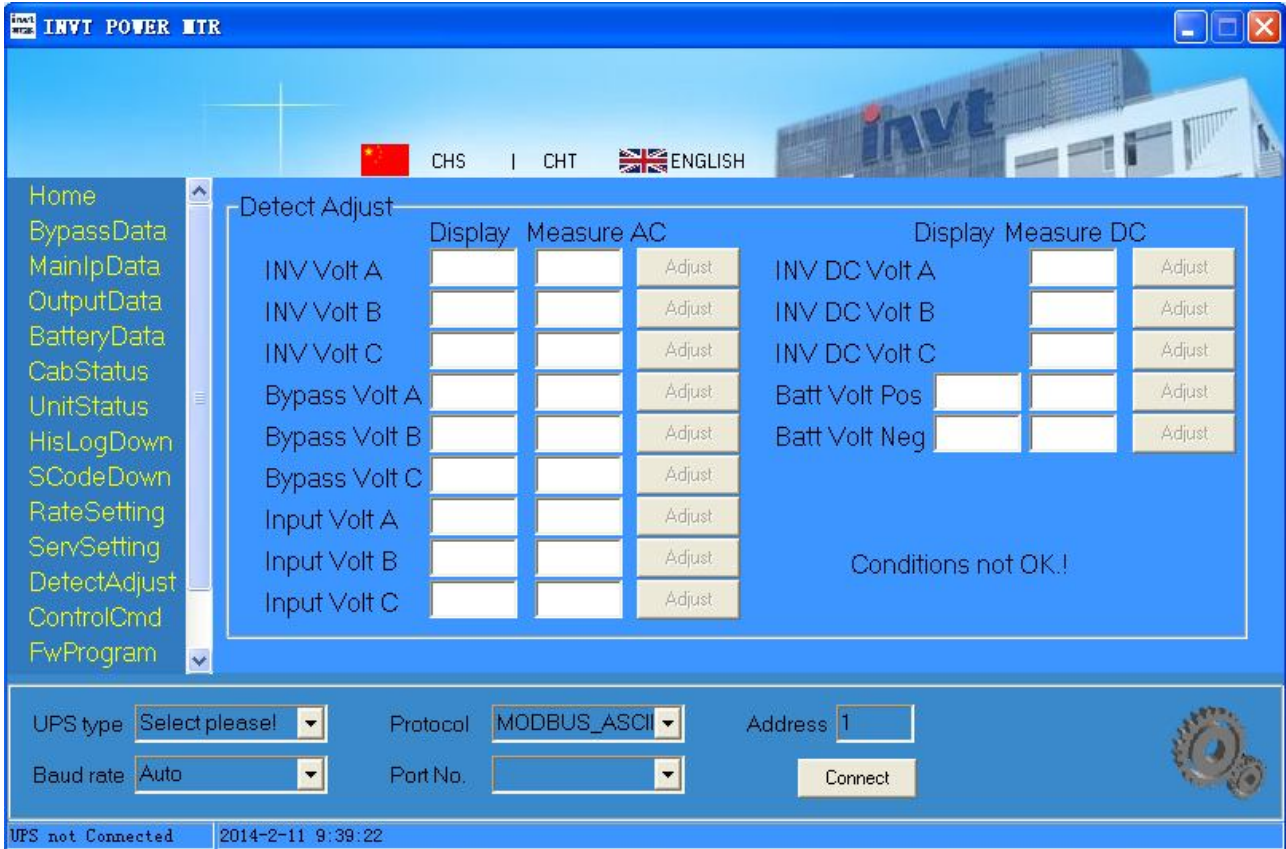 invt
INVT POWER MTR
invt
CHS | CHT ENGLISH
Home
BypassData
MainIpData
OutputData
BatteryData
CabStatus
UnitStatus
HisLogDown
SCodeDown
RateSetting
ServSetting
DetectAdjust
ControlCmd
FwProgram
Detect Adjust
Display Measure AC
INV Volt A Adjust
INV Volt B Adjust
INV Volt C Adjust
Bypass Volt A Adjust
Bypass Volt B Adjust
Bypass Volt C Adjust
Input Volt A Adjust
Input Volt B Adjust
Input Volt C Adjust
Display Measure DC
INV DC Volt A Adjust
INV DC Volt B Adjust
INV DC Volt C Adjust
Batt Volt Pos Adjust
Batt Volt Neg Adjust
Conditions not OK.!
UPS type Select please! Protocol MODBUS_ASCII Address 1
Baud rate Auto Port No. Connect
UPS not Connected 2014-2-11 9:39:22